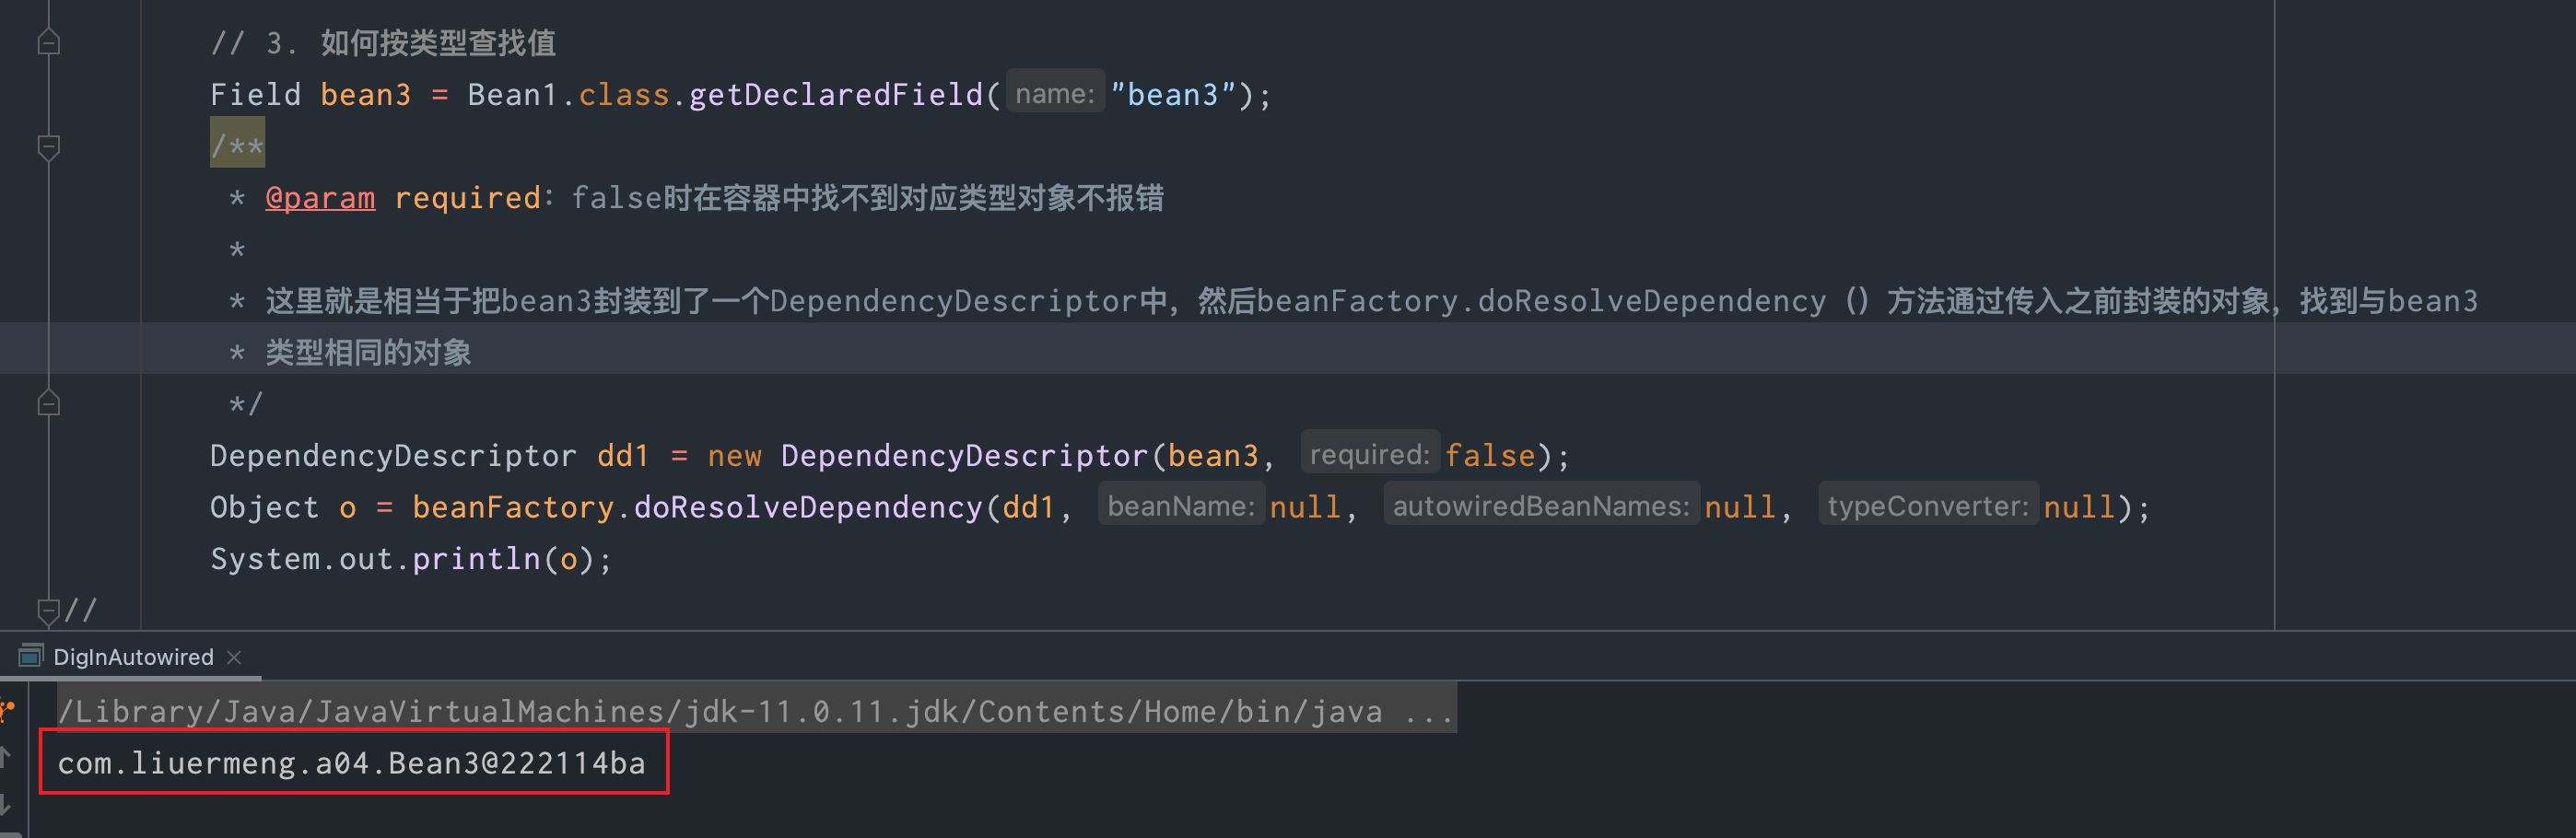 // 3. 如何按类型查找值
Field bean3 = Bean1.class.getDeclaredField( name: "bean3");
/**
* @param required: false时在容器中找不到对应类型对象不报错
*
* 这里就是相当于把bean3封装到了一个DependencyDescriptor中，然后beanFactory.doResolveDependency（）方法通过传入之前封装的对象，找到与bean3
* 类型相同的对象
*/
DependencyDescriptor dd1 = new DependencyDescriptor(bean3, required: false);
Object o = beanFactory.doResolveDependency(dd1, beanName: null, autowiredBeanNames: null, typeConverter: null);
System.out.println(o);
//
DigInAutowired
/Library/Java/JavaVirtualMachines/jdk-11.0.11.jdk/Contents/Home/bin/java ...
com.liuermeng.a04.Bean3@222114ba